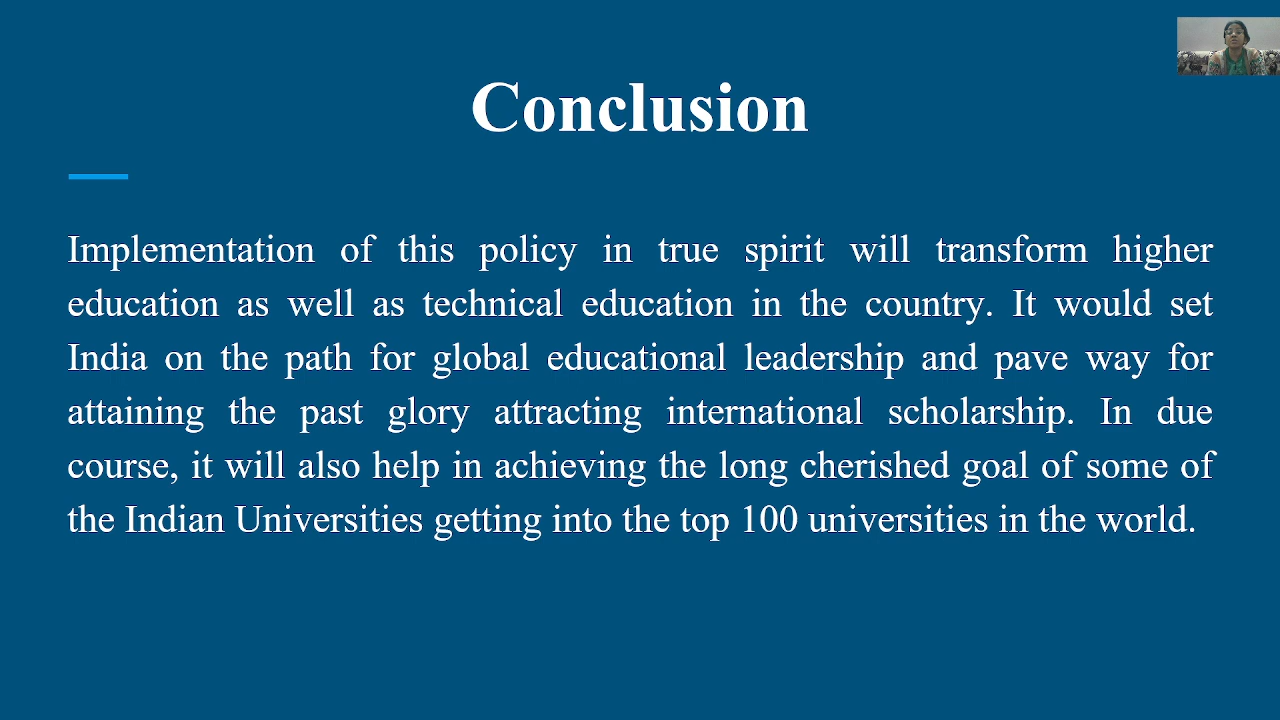 Conclusion
Implementation of this policy in true spirit will transform higher
education as well as technical education in the country. It would set
India on the path for global educational leadership and pave way for
attaining the past glory attracting international scholarship. In due
course, it will also help in achieving the long cherished goal of some of
the Indian Universities getting into the top 100 universities in the world.